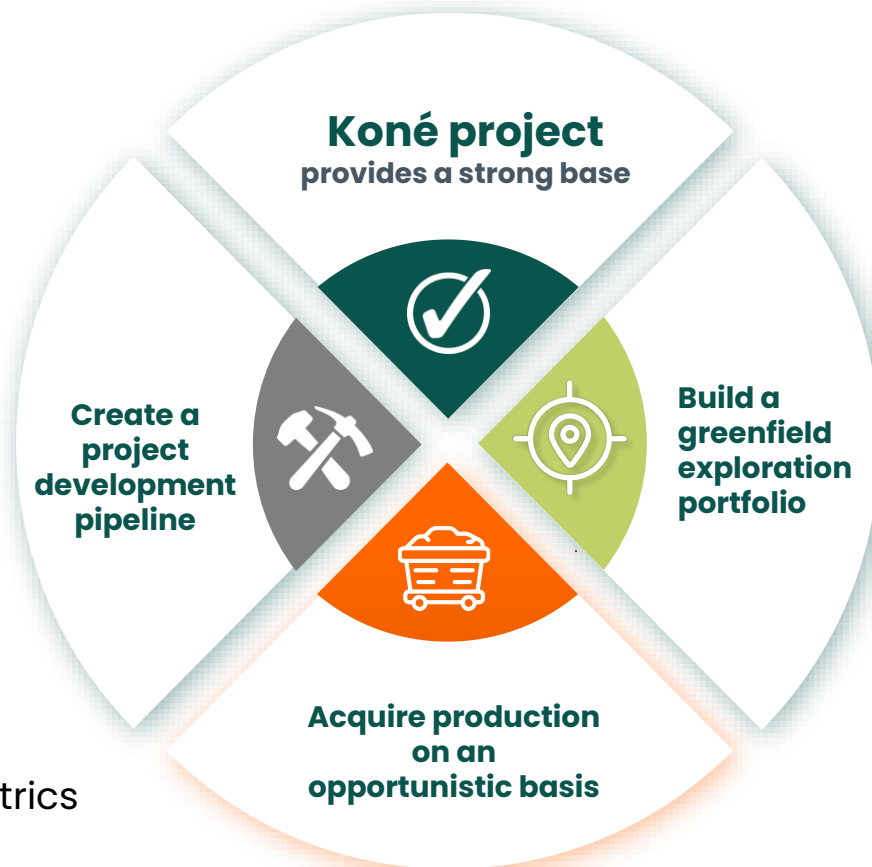 Koné project
provides a strong base
Create a
project
development
pipeline
Build a
greenfield
exploration
portfolio
Acquire production
on an
opportunistic basis
trics